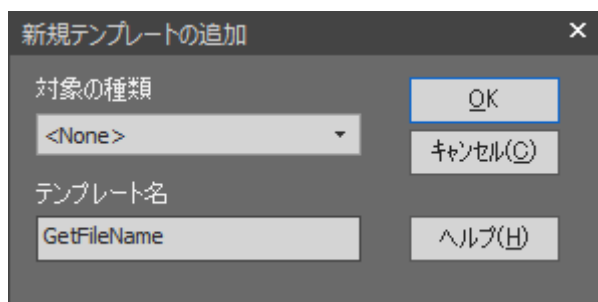 新規テンプレートの追加
対象の種類
<None>
OK
キャンセル(C)
テンプレート名
GetFileName
ヘルプ(H)